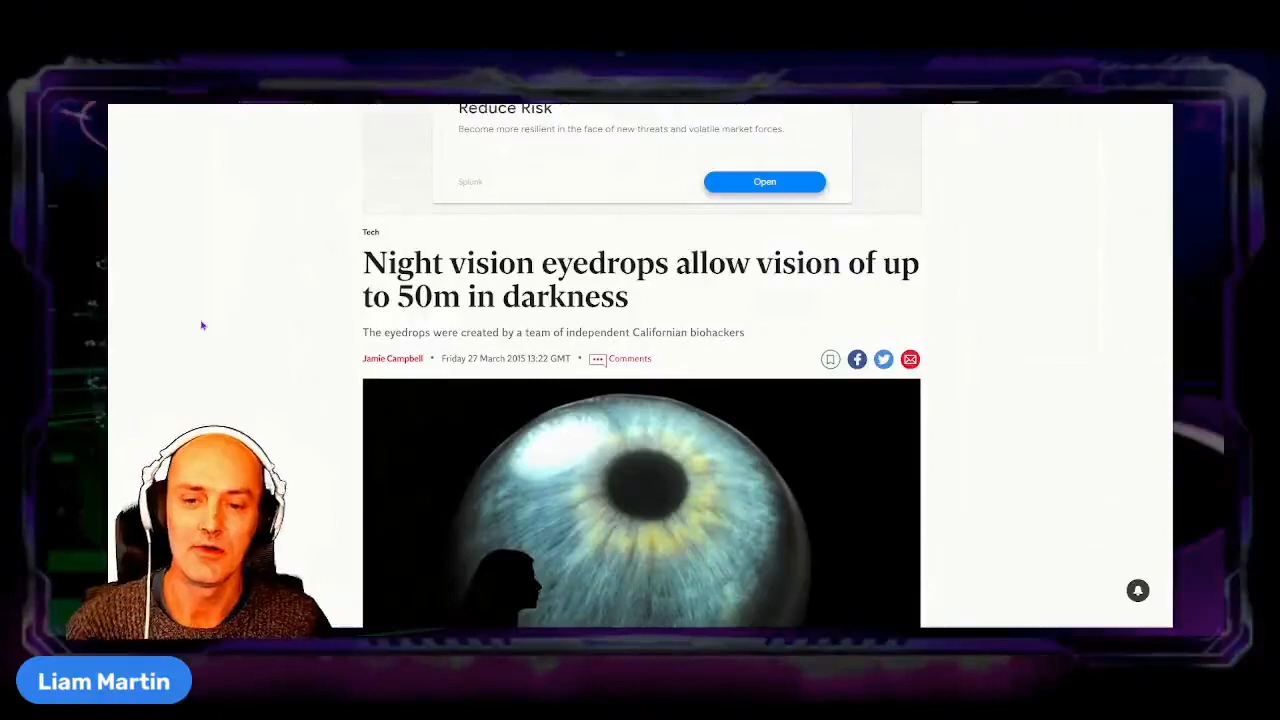 Reduce Risk
Become more resilient in the face of new threats and volatile market forces.
Splunk
Open
Tech
Night vision eyedrops allow vision of up
to 50m in darkness
The eyedrops were created by a team of independent Californian biohackers
Jamie Campbell • Friday 27 March 2015 13:22 GMT • Comments
Liam Martin